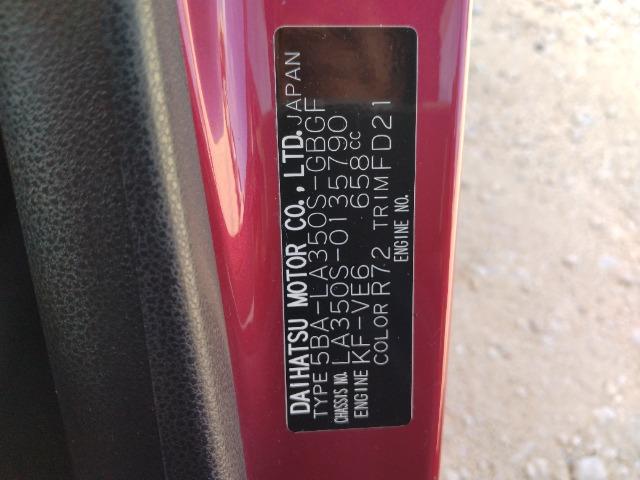 DAIHATSU MOTOR CO., LTD. JAPAN
TYPE 5BA-LA350S-GBGF
CHASSIS NO. LA350S-0135790
ENGINE KF-VE6 658cc
COLOR R72 TRIM FD21
ENGINE NO.